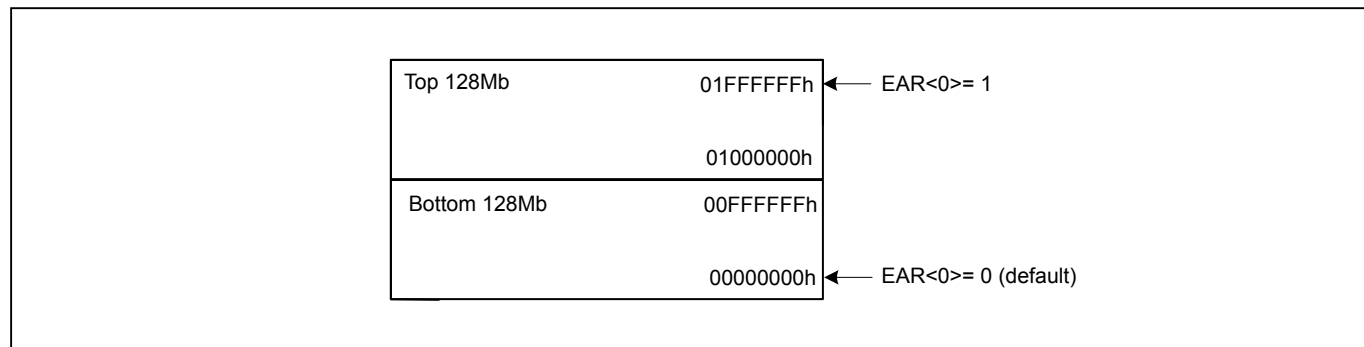 Top 128Mb 01FFFFFFh EAR<0>= 1
01000000h
Bottom 128Mb 00FFFFFFh
00000000h EAR<0>= 0 (default)